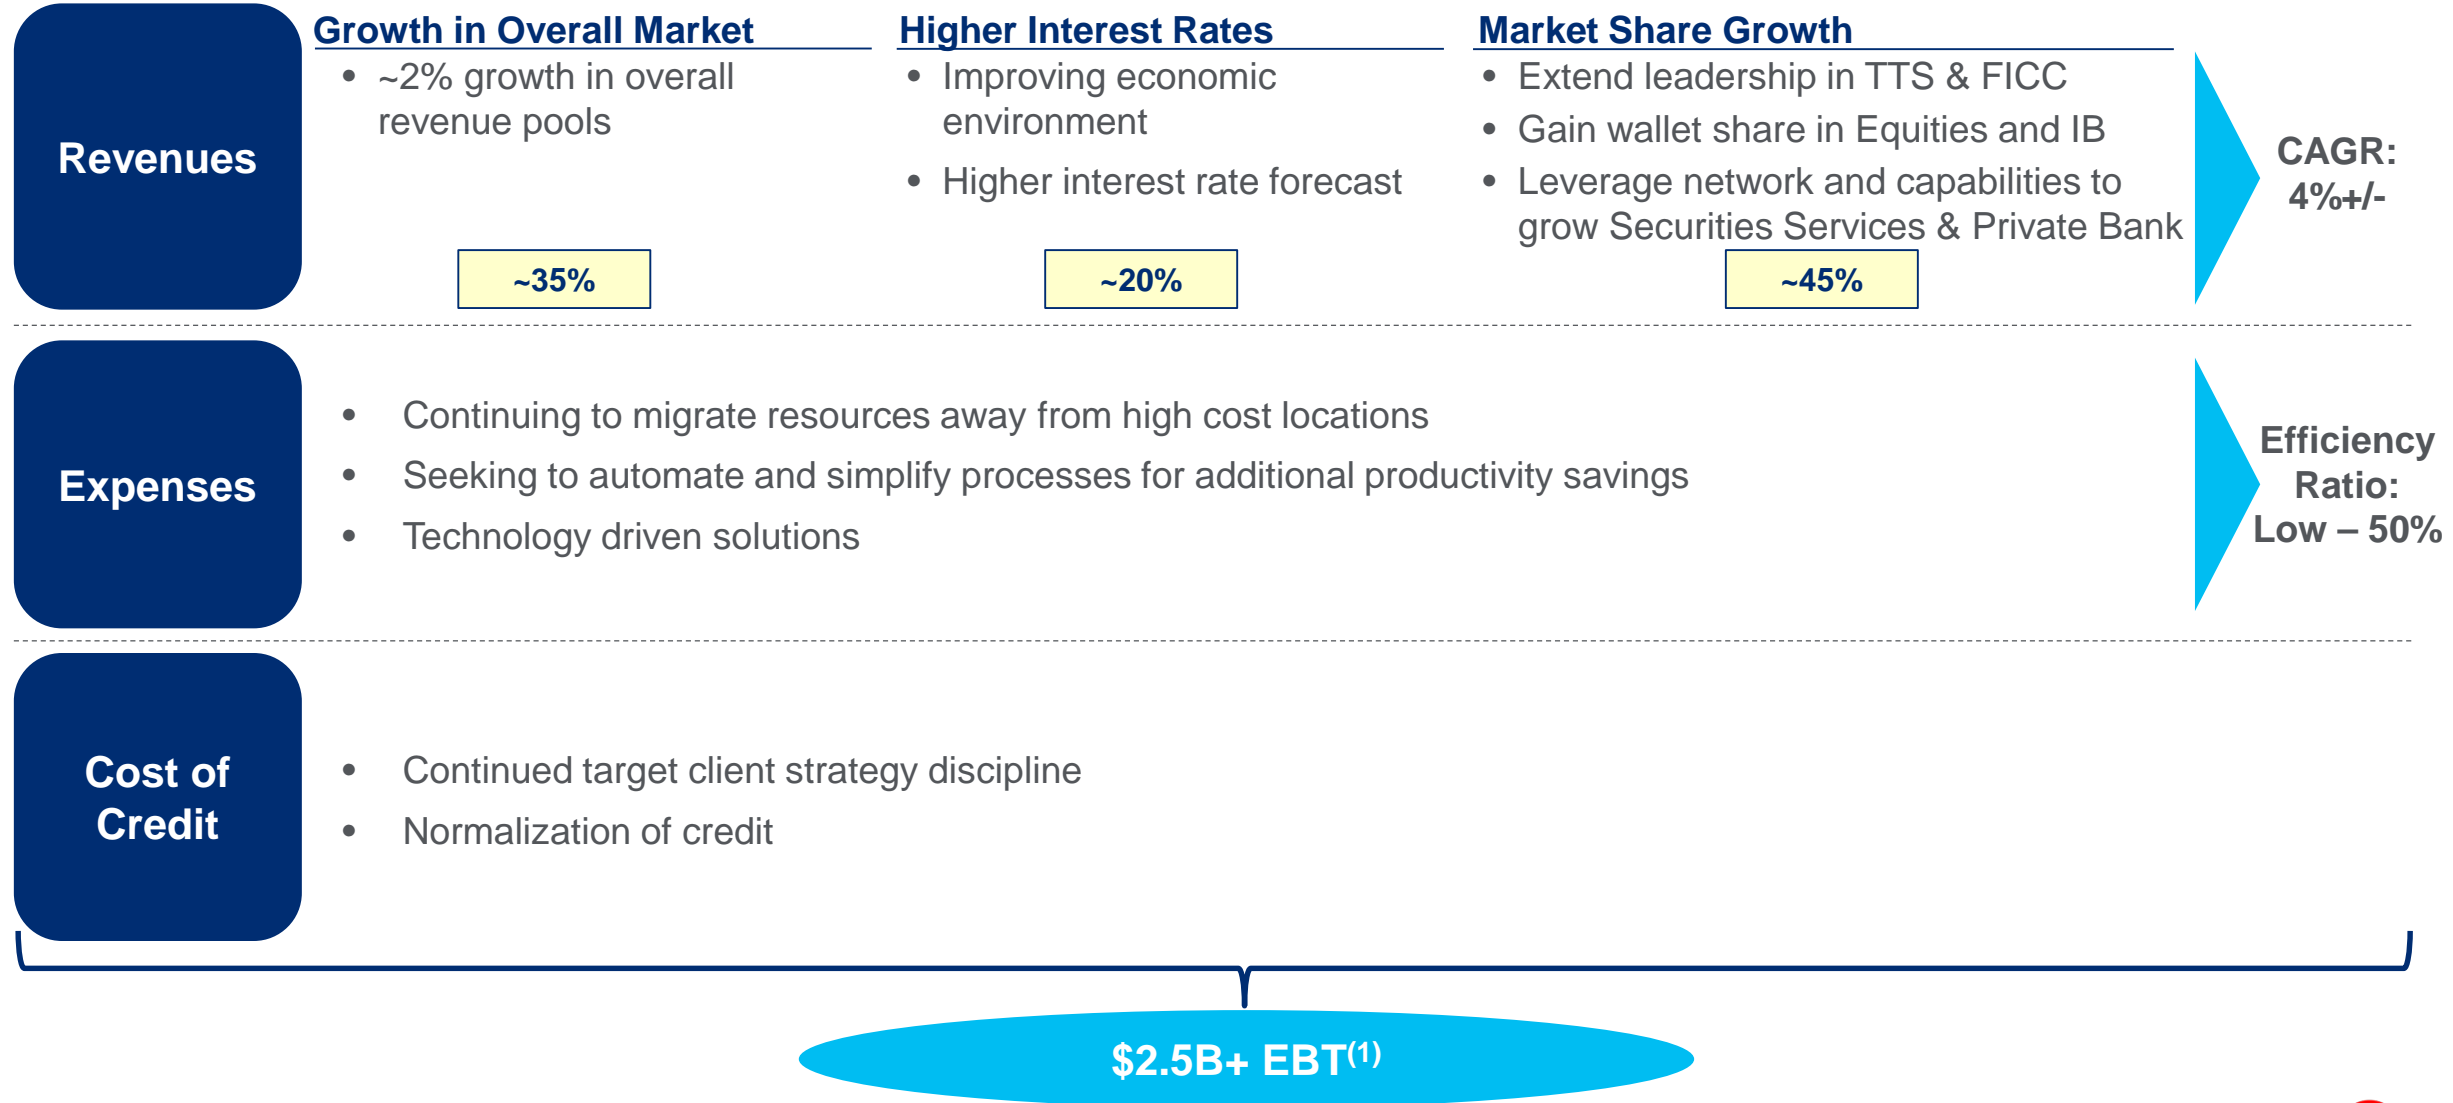 Revenues
Growth in Overall Market
• ~2% growth in overall
revenue pools
~35%
Higher Interest Rates
• Improving economic
environment
• Higher interest rate forecast
~20%
Market Share Growth
• Extend leadership in TTS & FICC
• Gain wallet share in Equities and IB
• Leverage network and capabilities to
grow Securities Services & Private Bank
~45%
CAGR:
4%+/-
Expenses
• Continuing to migrate resources away from high cost locations
• Seeking to automate and simplify processes for additional productivity savings
• Technology driven solutions
Efficiency
Ratio:
Low – 50%
Cost of
Credit
• Continued target client strategy discipline
• Normalization of credit
$2.5B+ EBT(1)